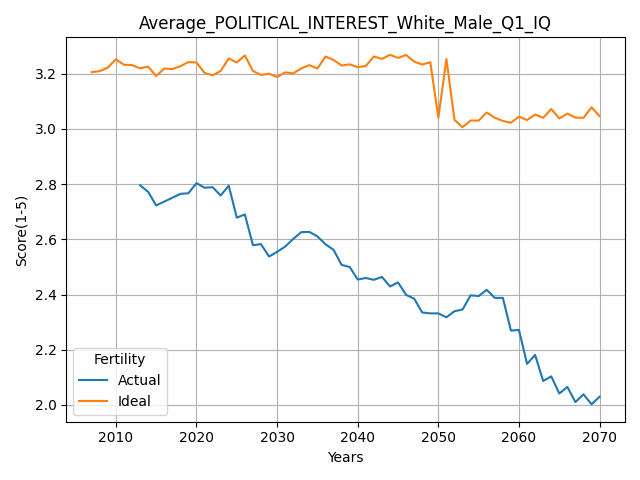 Average_POLITICAL_INTEREST_White_Male_Q1_IQ
Score(1-5)
3.2
3.0
2.8
2.6
2.4
2.2
2.0
Fertility
Actual
Ideal
2010 2020 2030 2040 2050 2060 2070
Years